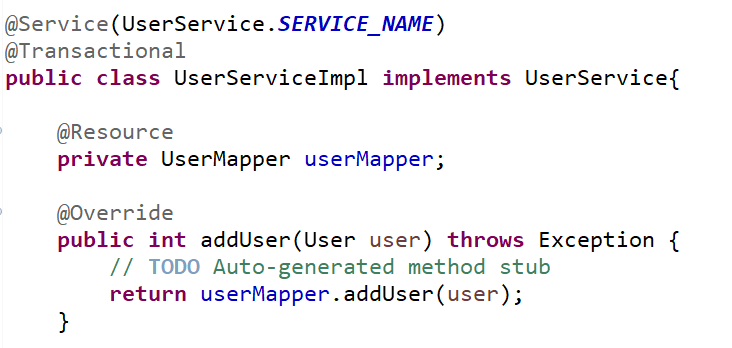 @Service(UserService.SERVICE_NAME)
@Transactional
public class UserServiceImpl implements UserService{
@Resource
private UserMapper userMapper;
@Override
public int addUser(User user) throws Exception {
// TODO Auto-generated method stub
return userMapper.addUser(user);
}